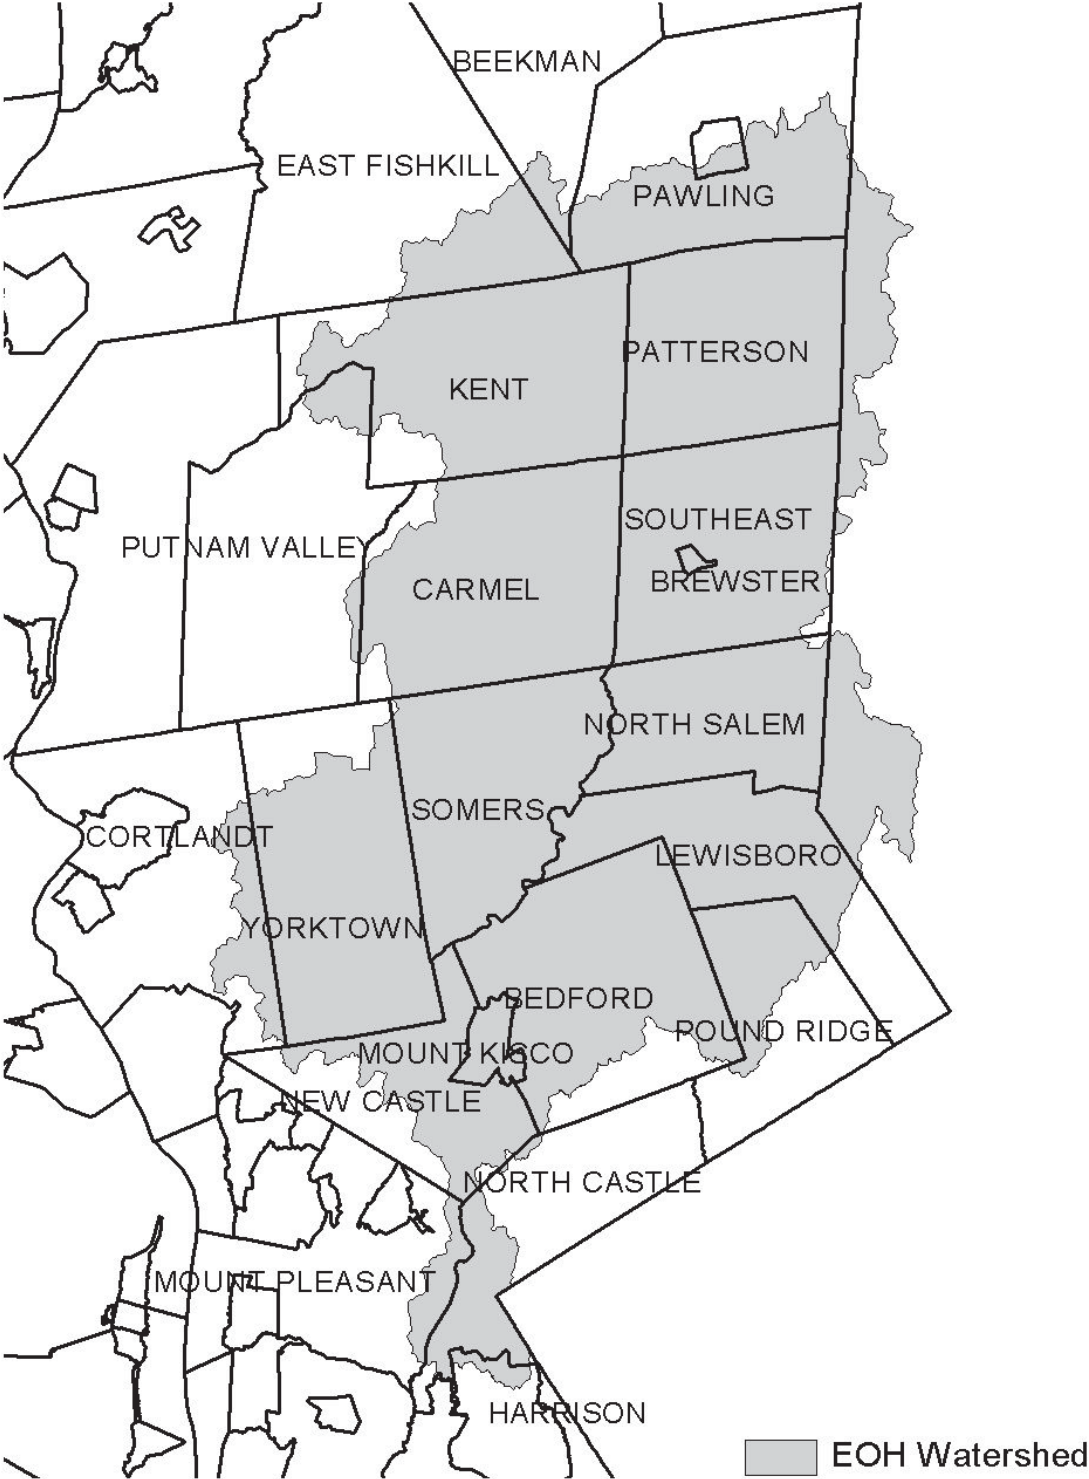 BEEKMAN
EAST FISHKILL
PAWLING
PATTERSON
KENT
SOUTHEAST
PUTNAM VALLEY
BREWSTER
CARMEL
NORTH SALEM
SOMERS
CORTLANDT
LEWISBORO
YORKTOWN
BEDFORD
POUND RIDGE
MOUNT KISCO
NEW CASTLE
NORTH CASTLE
MOUNT PLEASANT
HARRISON
EOH Watershed